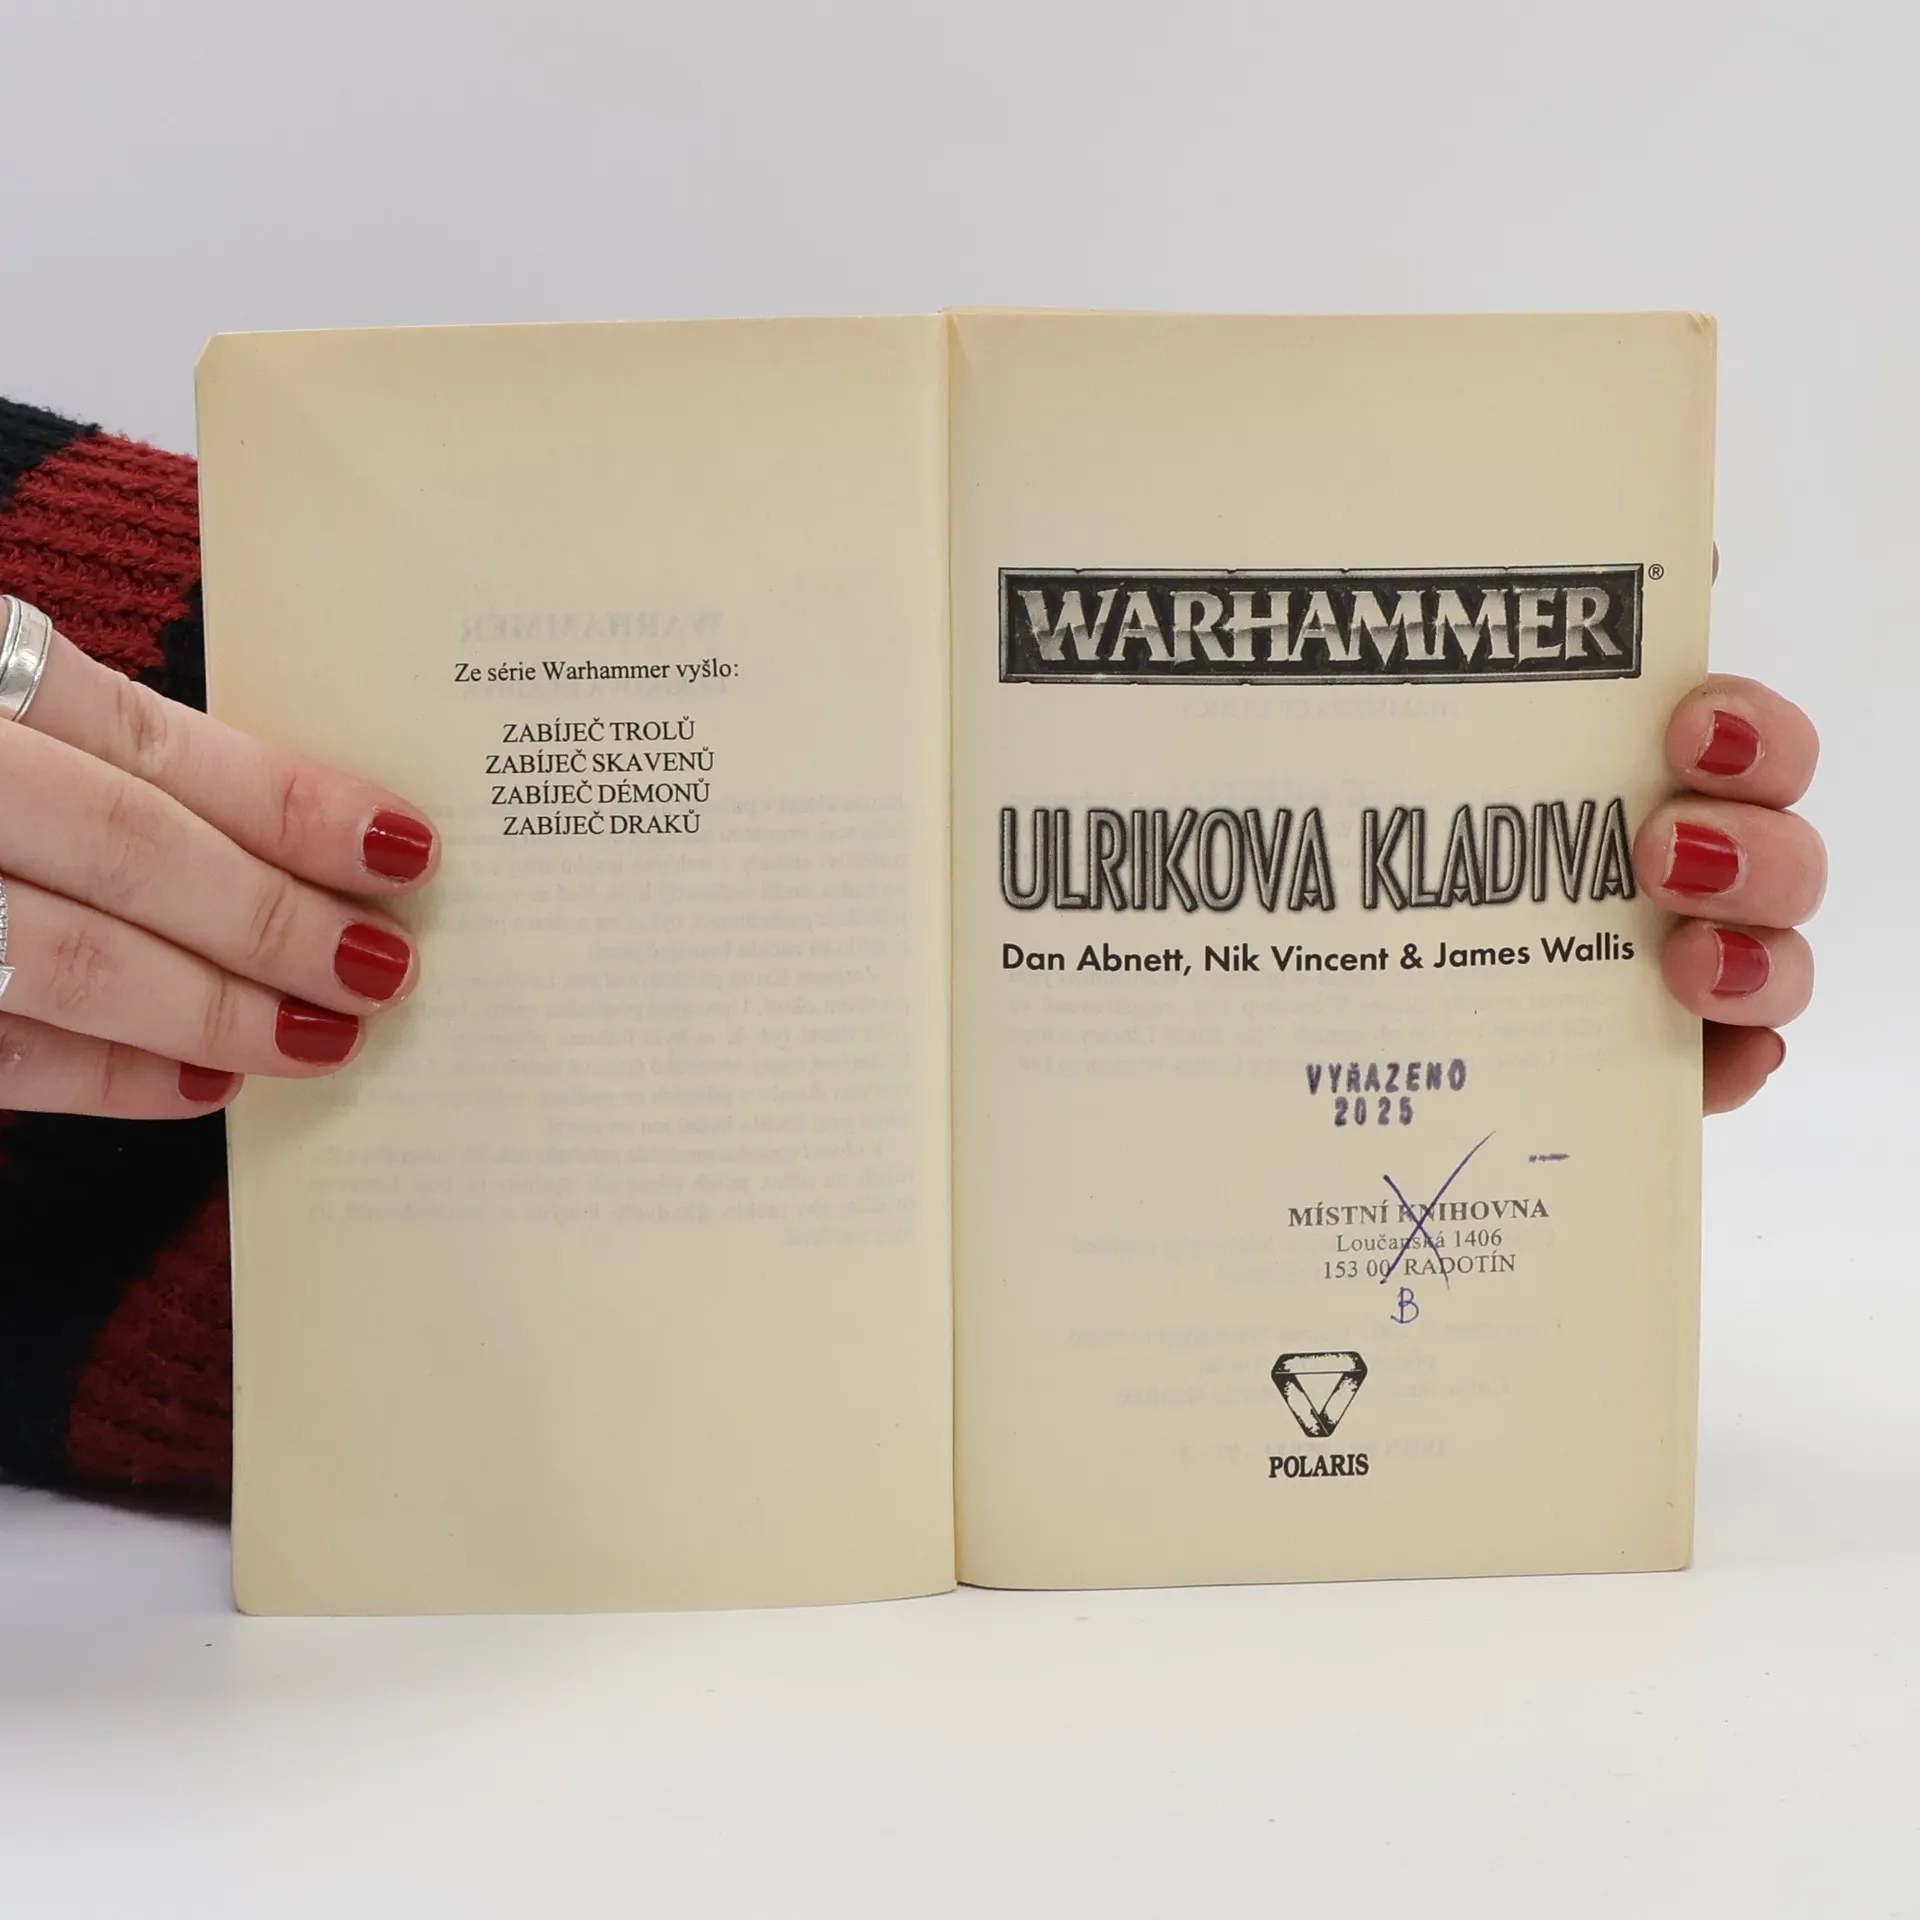 Ze série Warhammer vyšlo:
ZABÍJEČ TROLŮ
ZABÍJEČ SKAVENŮ
ZABÍJEČ DÉMONŮ
ZABÍJEČ DRAKŮ
WARHAMMER®
ULRIKOVA KLADIVA
Dan Abnett, Nik Vincent & James Wallis
VYŘAZENO
2025
MÍSTNÍ KNIHOVNA
Loučanská 1406
153 00 RADOTÍN
B
POLARIS